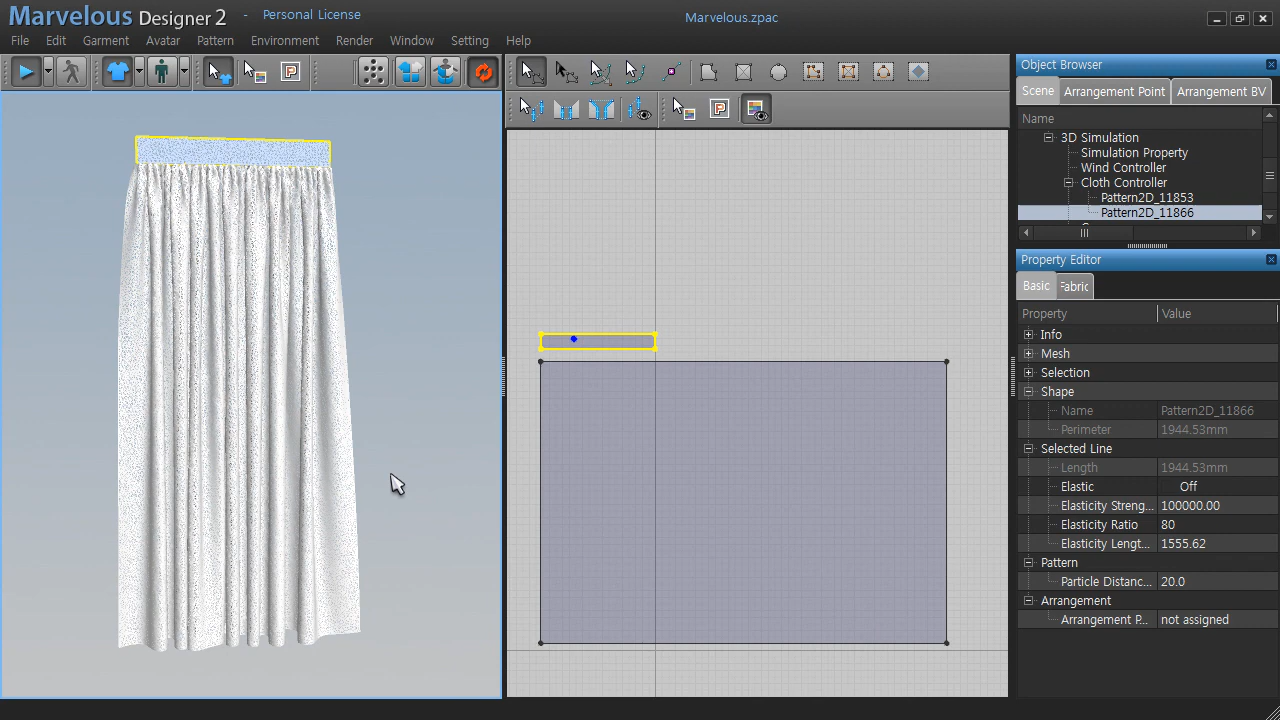 Marvelous Designer 2 - Personal License
Marvelous.zpac
File Edit Garment Avatar Pattern Environment Render Window Setting Help
Object Browser
Scene Arrangement Point Arrangement BV
Name
3D Simulation
Simulation Property
Wind Controller
Cloth Controller
Pattern2D_11853
Pattern2D_11866
Property Editor
Basic Fabric
Property Value
Info
Mesh
Selection
Shape
Name Pattern2D_11866
Perimeter 1944.53mm
Selected Line
Length 1944.53mm
Elastic Off
Elasticity Streng... 100000.00
Elasticity Ratio 80
Elasticity Lengt... 1555.62
Pattern
Particle Distanc... 20.0
Arrangement
Arrangement P... not assigned